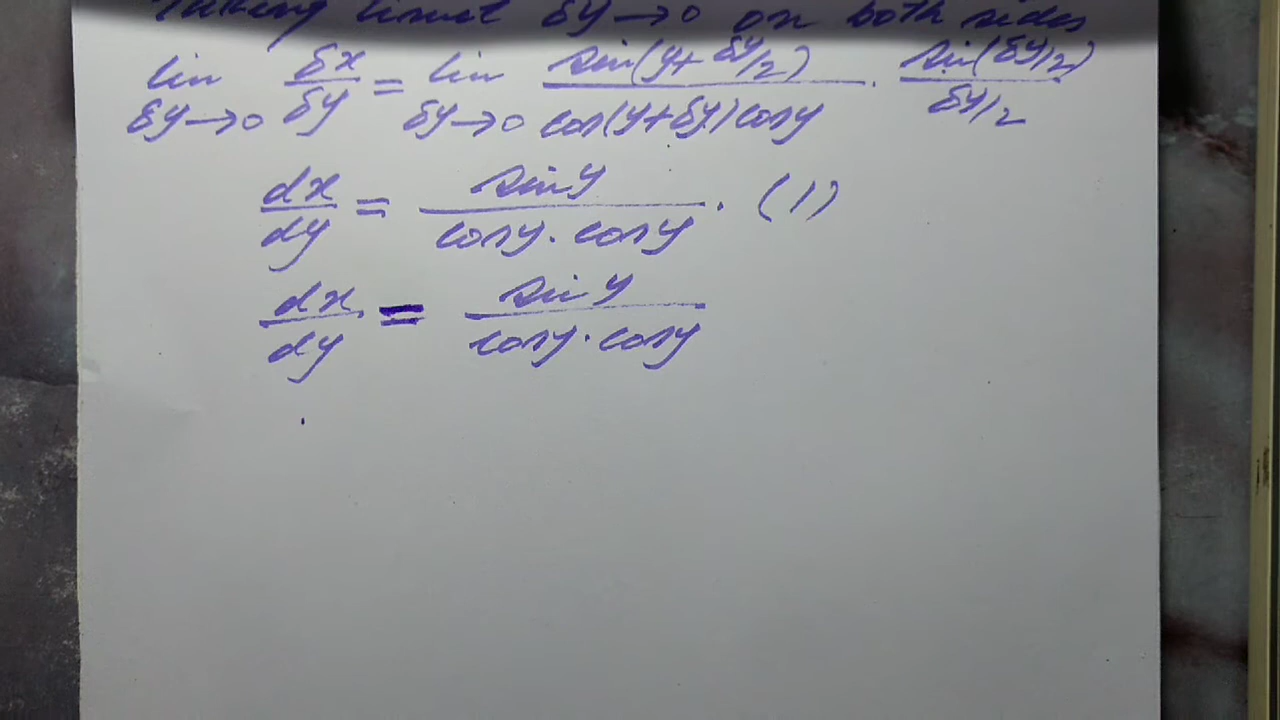 Taking limit δy→0 on both sides
lim δy→0 δx/δy = lim δy→0 sin(y+δy/2)/cos(y+δy)cosy · sin(δy/2)/δy/2
dx/dy = siny/cosy·cosy · (1)
dx/dy = siny/cosy·cosy